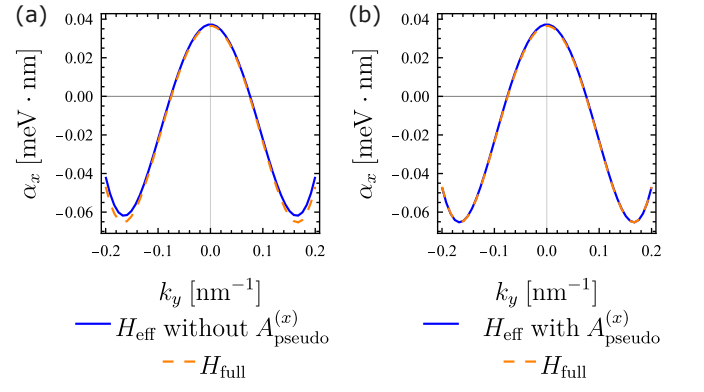 (a)
0.04
0.02
0.00
−0.02
−0.04
−0.06
α_x [meV · nm]
−0.2 −0.1 0.0 0.1 0.2
k_y [nm⁻¹]
H_eff without A_pseudo^(x)
H_full
(b)
0.04
0.02
0.00
−0.02
−0.04
−0.06
α_x [meV · nm]
−0.2 −0.1 0.0 0.1 0.2
k_y [nm⁻¹]
H_eff with A_pseudo^(x)
H_full